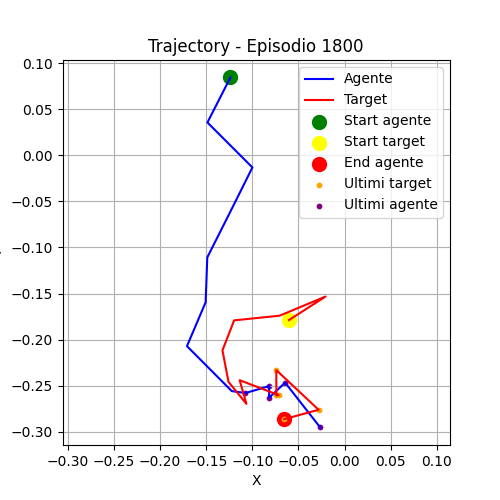 Trajectory - Episodio 1800
Agente
Target
Start agente
Start target
End agente
Ultimi target
Ultimi agente
0.10
0.05
0.00
−0.05
−0.10
−0.15
−0.20
−0.25
−0.30
−0.30 −0.25 −0.20 −0.15 −0.10 −0.05 0.00 0.05 0.10
X